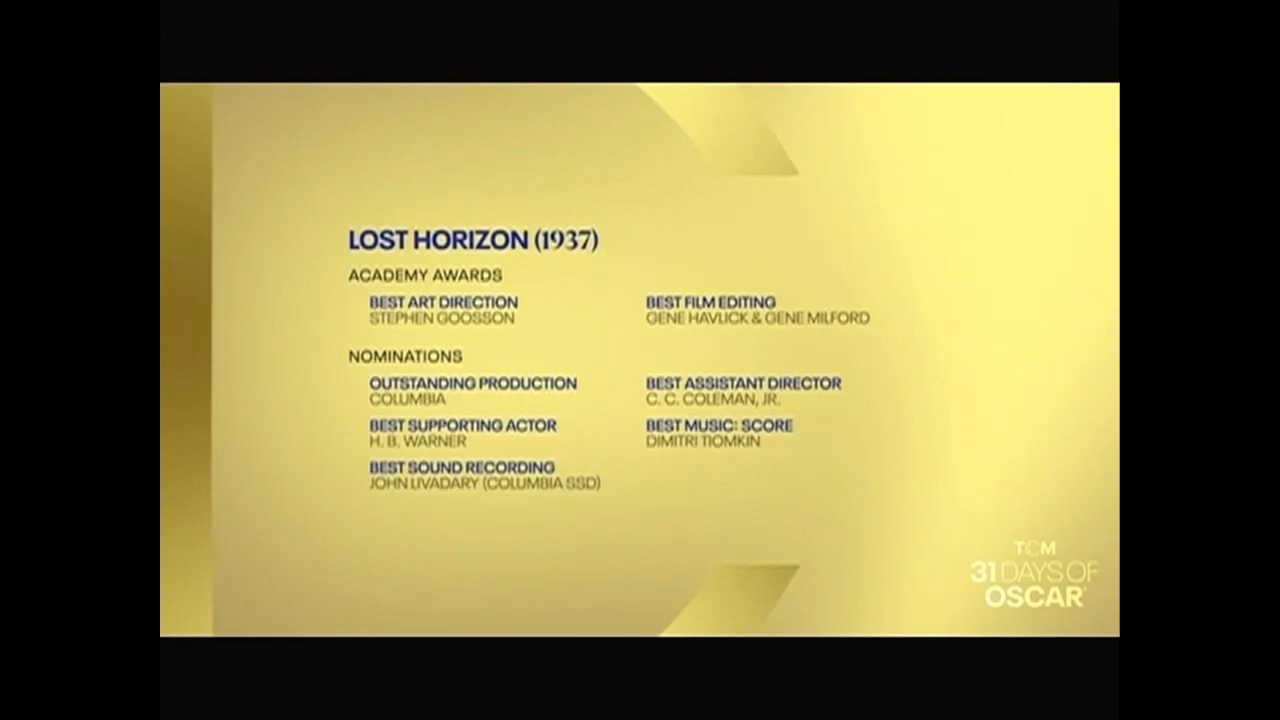 LOST HORIZON (1937)
ACADEMY AWARDS
BEST ART DIRECTION
STEPHEN GOOSSON
BEST FILM EDITING
GENE HAVLICK & GENE MILFORD
NOMINATIONS
OUTSTANDING PRODUCTION
COLUMBIA
BEST ASSISTANT DIRECTOR
C. C. COLEMAN, JR.
BEST SUPPORTING ACTOR
H. B. WARNER
BEST MUSIC: SCORE
DIMITRI TIOMKIN
BEST SOUND RECORDING
JOHN LIVADARY (COLUMBIA SSD)
TCM
31 DAYS OF
OSCAR